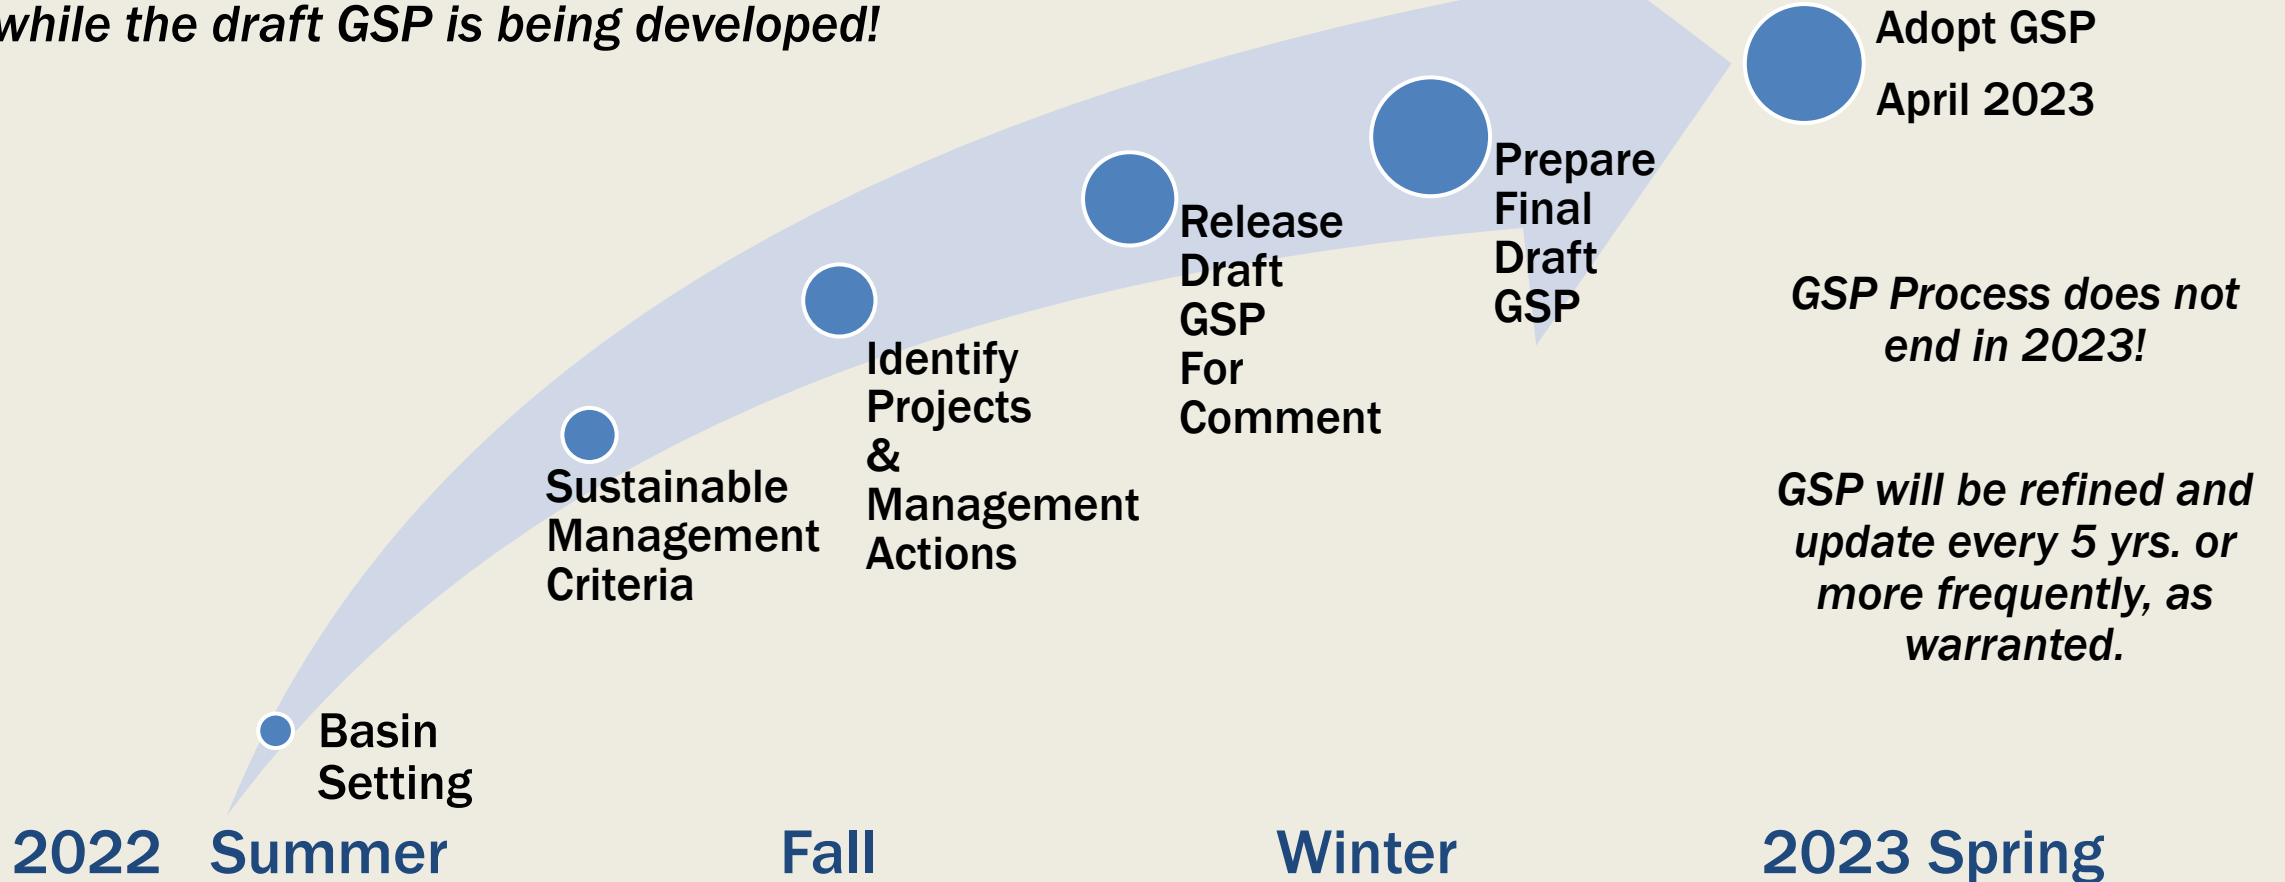 while the draft GSP is being developed!
Adopt GSP
April 2023
Prepare
Final
Draft
GSP
Release
Draft
GSP
For
Comment
Identify
Projects
&
Management
Actions
Sustainable
Management
Criteria
Basin
Setting
GSP Process does not
end in 2023!
GSP will be refined and
update every 5 yrs. or
more frequently, as
warranted.
2022 Summer Fall Winter 2023 Spring